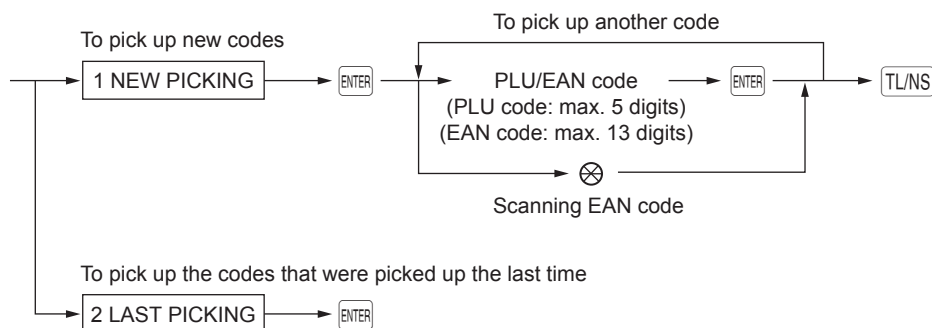 To pick up another code
To pick up new codes
1 NEW PICKING
ENTER
PLU/EAN code
ENTER
TL/NS
(PLU code: max. 5 digits)
(EAN code: max. 13 digits)
Scanning EAN code
To pick up the codes that were picked up the last time
2 LAST PICKING
ENTER